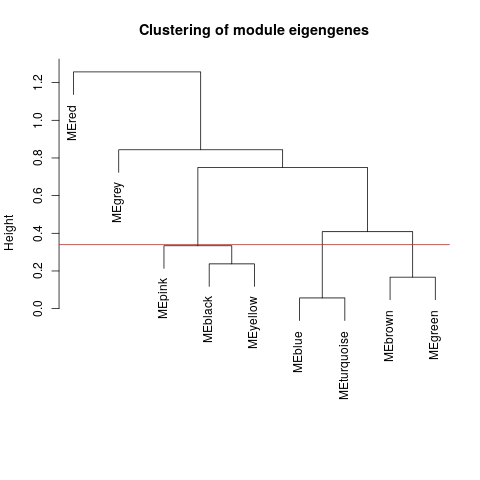 Clustering of module eigengenes
Height
0.0
0.2
0.4
0.6
0.8
1.0
1.2
MEred
MEgrey
MEpink
MEblack
MEyellow
MEblue
MEturquoise
MEbrown
MEgreen